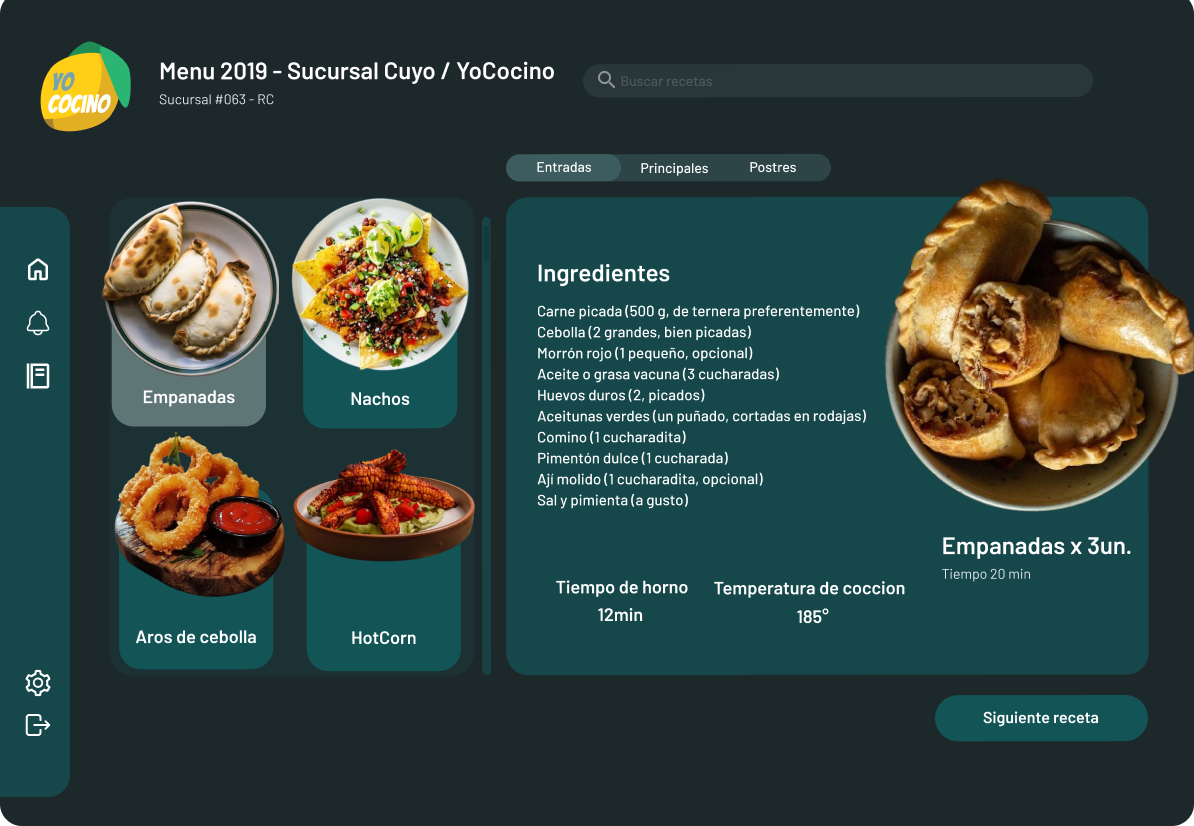 YO
COCINO
Menu 2019 - Sucursal Cuyo / YoCocino
Sucursal #063 - RC
Buscar recetas
Entradas
Principales
Postres
Empanadas
Nachos
Aros de cebolla
HotCorn
Ingredientes
Carne picada (500 g, de ternera preferentemente)
Cebolla (2 grandes, bien picadas)
Morrón rojo (1 pequeño, opcional)
Aceite o grasa vacuna (3 cucharadas)
Huevos duros (2, picados)
Aceitunas verdes (un puñado, cortadas en rodajas)
Comino (1 cucharadita)
Pimentón dulce (1 cucharada)
Ají molido (1 cucharadita, opcional)
Sal y pimienta (a gusto)
Tiempo de horno
12min
Temperatura de coccion
185°
Empanadas x 3un.
Tiempo 20 min
Siguiente receta